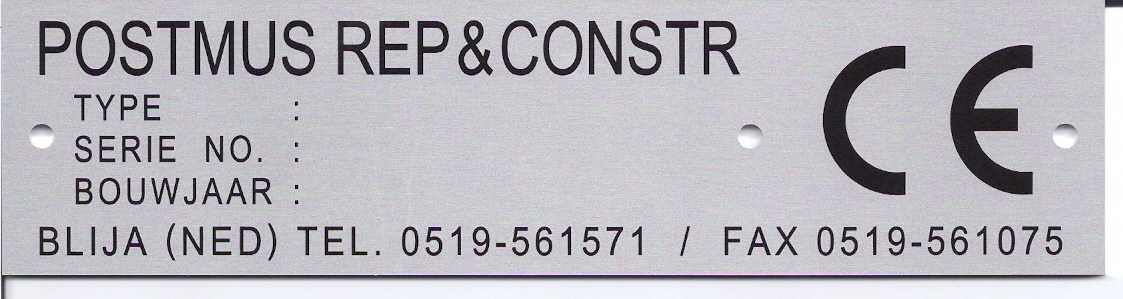 POSTMUS REP&CONSTR
TYPE :
SERIE NO. :
BOUWJAAR :
BLIJA (NED) TEL. 0519-561571 / FAX 0519-561075
CE